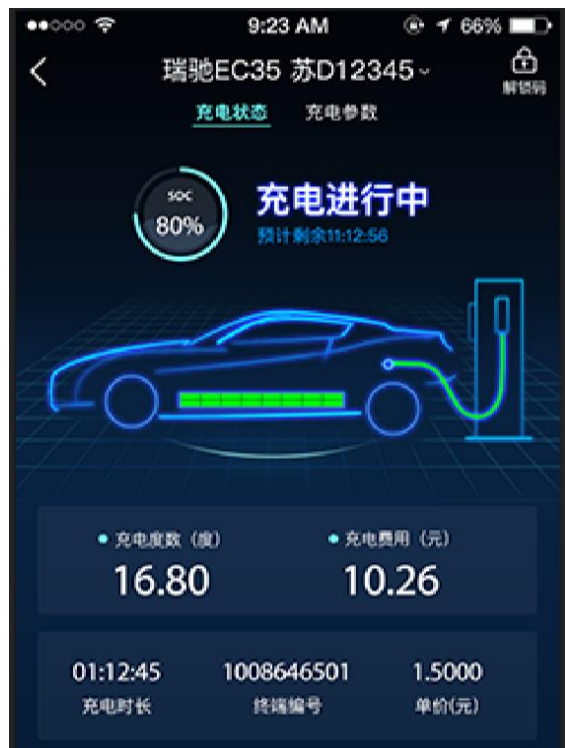 9:23 AM 66%
瑞驰EC35 苏D12345
解锁码
充电状态 充电参数
SOC
80%
充电进行中
预计剩余11:12:56
充电度数（度） 充电费用（元）
16.80 10.26
01:12:45 1008646501 1.5000
充电时长 终端编号 单价(元)